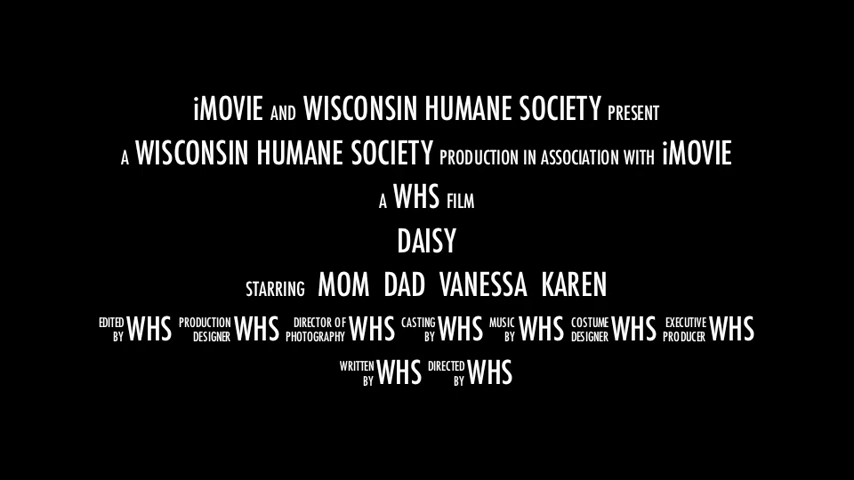 iMOVIE AND WISCONSIN HUMANE SOCIETY PRESENT
A WISCONSIN HUMANE SOCIETY PRODUCTION IN ASSOCIATION WITH iMOVIE
A WHS FILM
DAISY
STARRING MOM DAD VANESSA KAREN
EDITED BY WHS PRODUCTION DESIGNER WHS DIRECTOR OF PHOTOGRAPHY WHS CASTING BY WHS MUSIC BY WHS COSTUME DESIGNER WHS EXECUTIVE PRODUCER WHS
WRITTEN BY WHS DIRECTED BY WHS